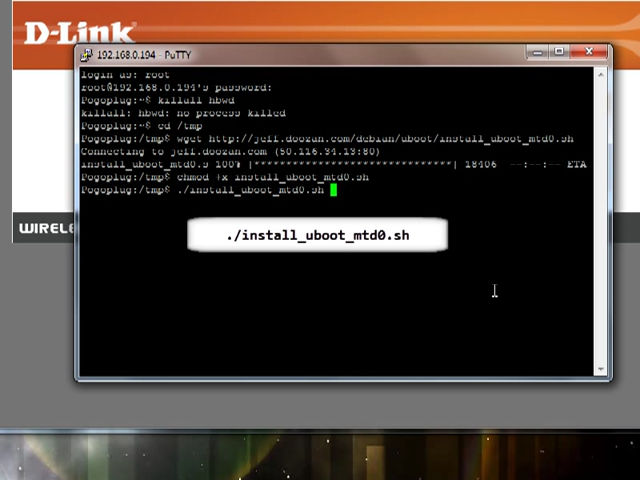 D-Link
192.168.0.194 - PuTTY
login as: root
root@192.168.0.194's password:
Pogoplug:~$ killall hbwd
killall: hbwd: no process killed
Pogoplug:~$ cd /tmp
Pogoplug:/tmp$ wget http://jeff.doozan.com/debian/uboot/install_uboot_mtd0.sh
Connecting to jeff.doozan.com (50.116.34.13:80)
install_uboot_mtd0.s 100% |*******************************| 18406 --:--:-- ETA
Pogoplug:/tmp$ chmod +x install_uboot_mtd0.sh
Pogoplug:/tmp$ ./install_uboot_mtd0.sh
./install_uboot_mtd0.sh
WIRELE